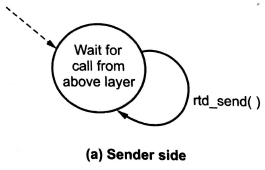 Wait for
call from
above layer
rtd_send( )
(a) Sender side